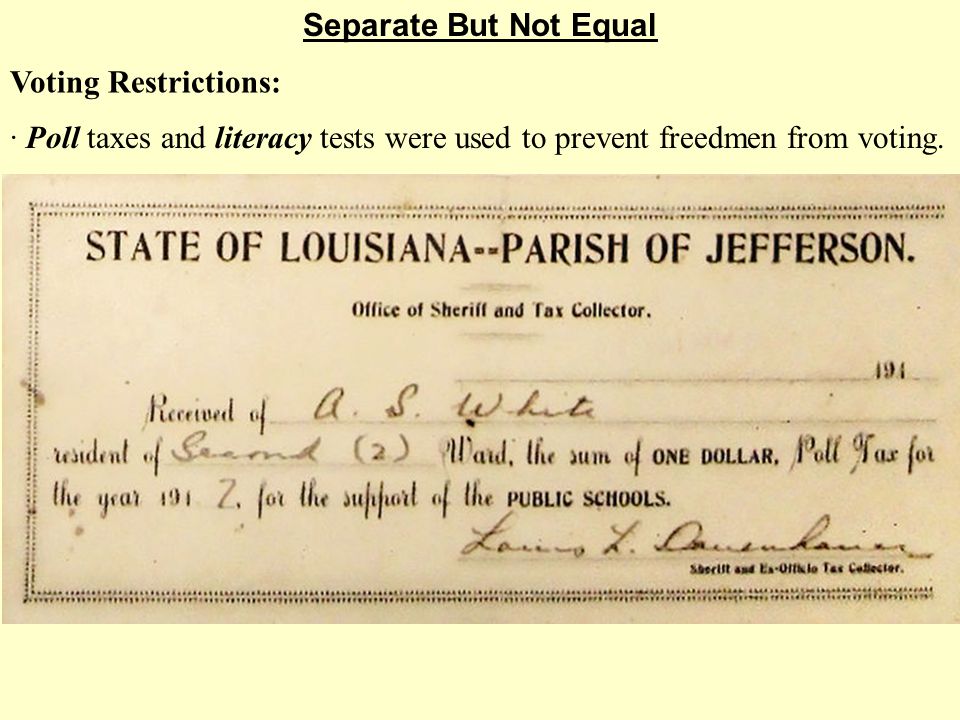 Separate But Not Equal
Voting Restrictions:
· Poll taxes and literacy tests were used to prevent freedmen from voting.
STATE OF LOUISIANA--PARISH OF JEFFERSON.
Office of Sheriff and Tax Collector.
191
Received of A. S. White
resident of Second (2) Ward, the sum of ONE DOLLAR, Poll Tax for
the year 191 7, for the support of the PUBLIC SCHOOLS.
Louis L.
Sheriff and Ex-Officio Tax Collector.